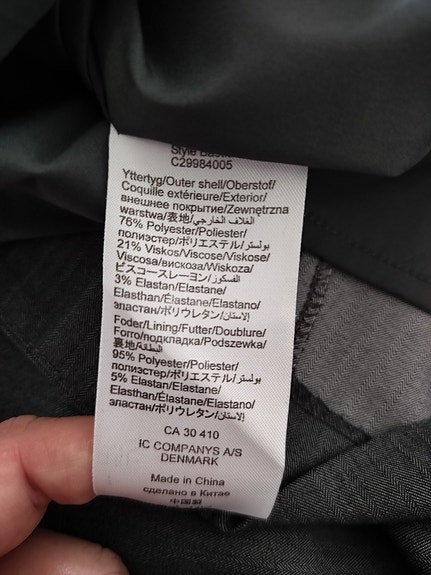 Style
C29984005
Yttertyg/Outer shell/Oberstof/
Coquille extérieure/Exterior/
внешнее покрытие/Zewnętrzna
warstwa/表地/الغلاف الخارجي
76% Polyester/Poliester/
полиэстер/ポリエステル/بوليستر
21% Viskos/Viscose/Viskose/
Viscosa/вискоза/Wiskoza/
ビスコースレーヨン/الفسكوز
3% Elastan/Elastane/
Elasthan/Élastane/Elastano/
эластан/ポリウレタン/الإلاستان
Foder/Lining/Futter/Doublure/
Forro/подкладка/Podszewka/
裏地/البطانة
95% Polyester/Poliester/
полиэстер/ポリエステル/بوليستر
5% Elastan/Elastane/
Elasthan/Élastane/Elastano/
эластан/ポリウレタン/الإلاستان
CA 30 410
iC COMPANYS A/S
DENMARK
Made in China
сделано в Китае
中国製